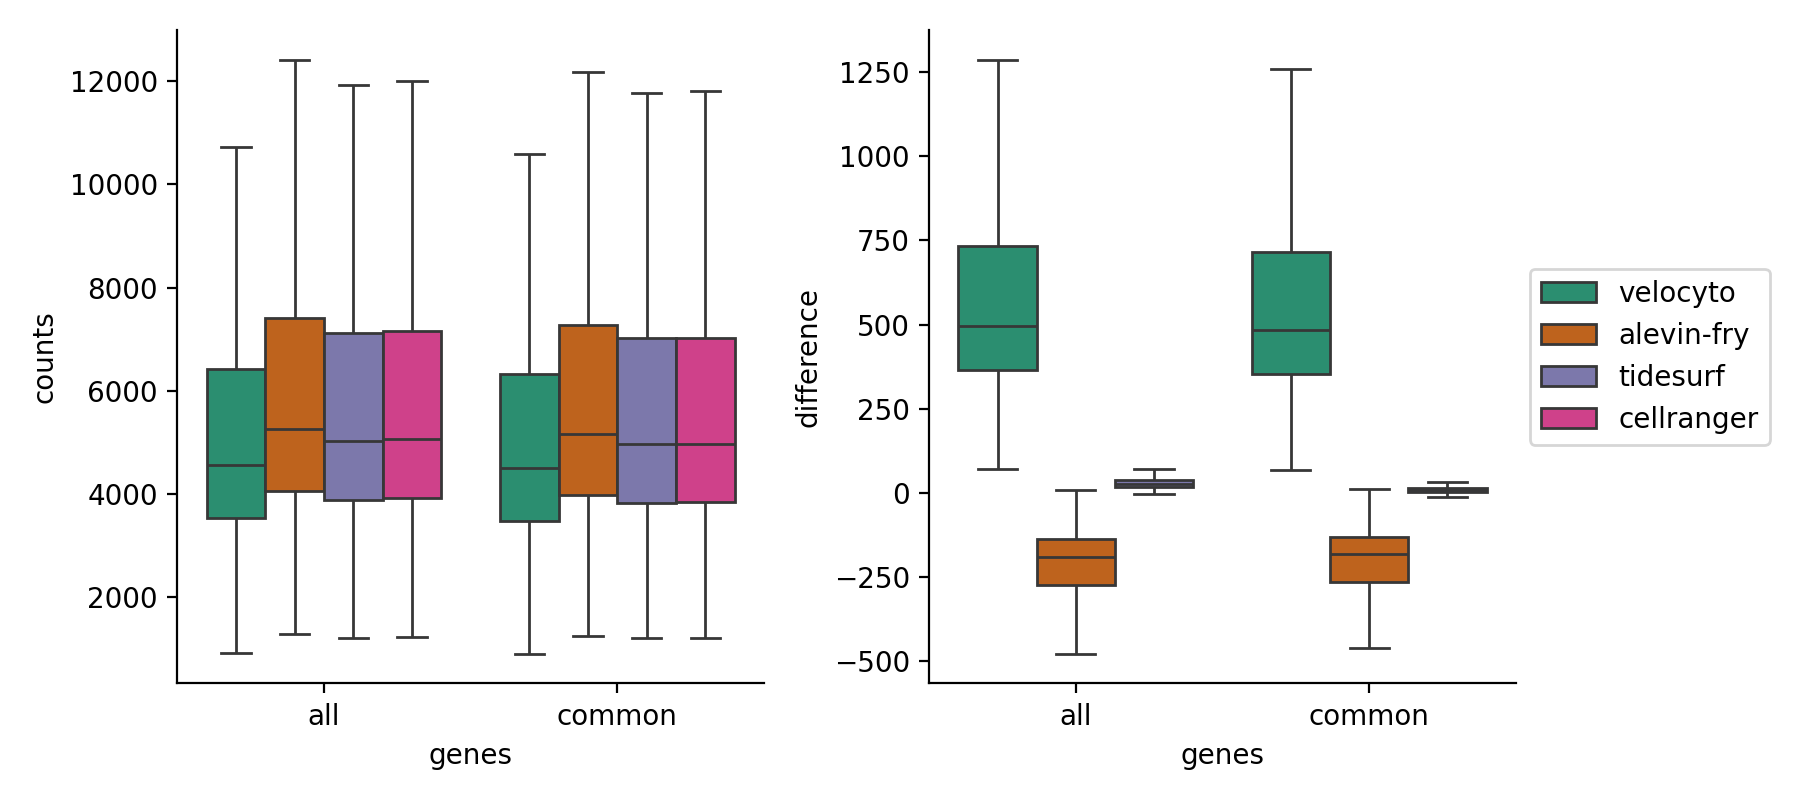 counts
12000
10000
8000
6000
4000
2000
all
common
genes
difference
1250
1000
750
500
250
0
−250
−500
all
common
genes
velocyto
alevin-fry
tidesurf
cellranger